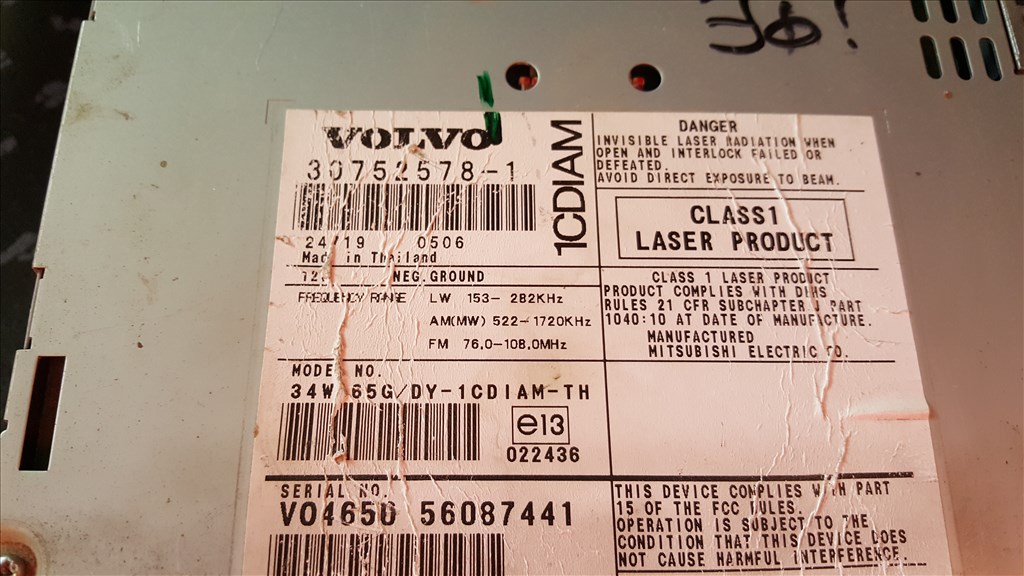 VOLVO
30752578-1
1CDIAM
24 19 0506
Made in Thailand
NEG.GROUND
FREQUENCY RANGE LW 153- 282KHz
AM(MW) 522-1720KHz
FM 76.0-108.0MHz
MODEL NO.
34W 65G/DY-1CDIAM-TH
e13
022436
SERIAL NO.
VO4650 56087441
DANGER
INVISIBLE LASER RADIATION WHEN
OPEN AND INTERLOCK FAILED OR
DEFEATED.
AVOID DIRECT EXPOSURE TO BEAM.
CLASS1
LASER PRODUCT
CLASS 1 LASER PRODUCT
PRODUCT COMPLIES WITH DHHS
RULES 21 CFR SUBCHAPTER J PART
1040:10 AT DATE OF MANUFACTURE.
MANUFACTURED
MITSUBISHI ELECTRIC CO.
THIS DEVICE COMPLIES WITH PART
15 OF THE FCC RULES.
OPERATION IS SUBJECT TO THE
CONDITION THAT THIS DEVICE DOES
NOT CAUSE HARMFUL INTERFERENCE.